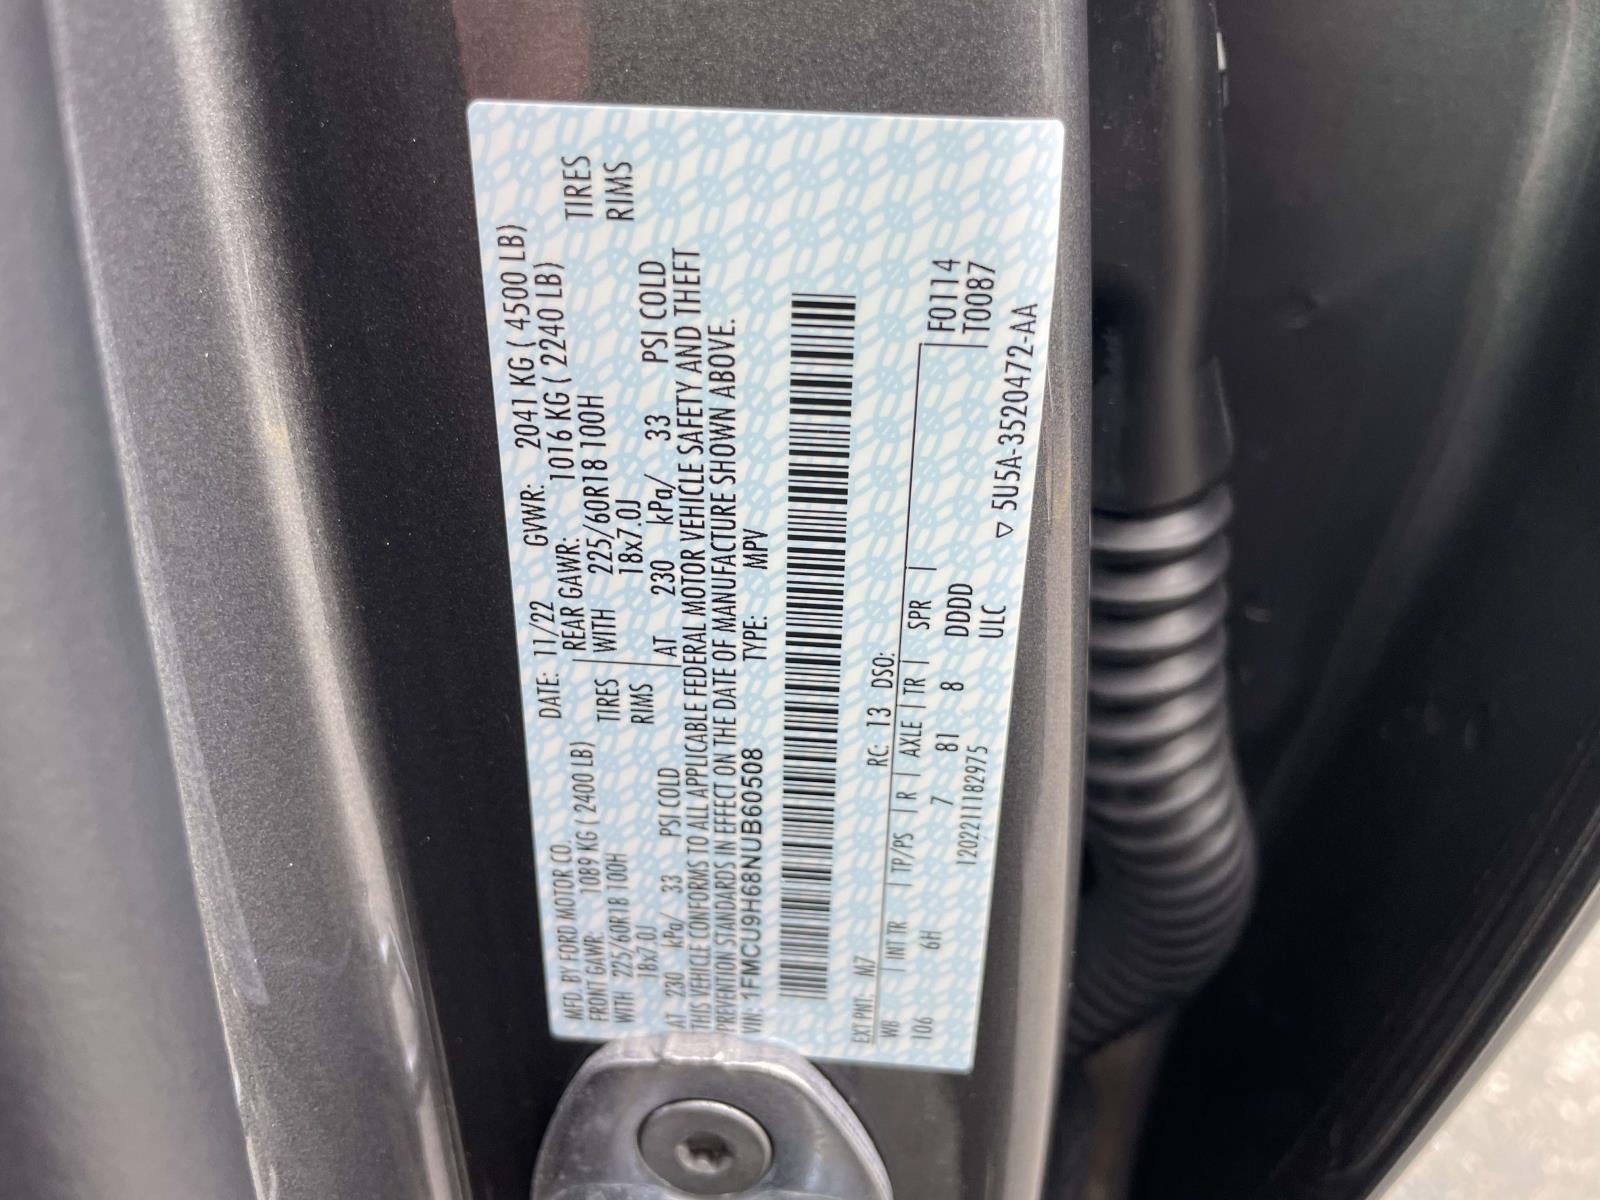 MFD. BY FORD MOTOR CO. DATE: 11/22 GVWR: 2041 KG ( 4500 LB)
FRONT GAWR: 1089 KG ( 2400 LB) REAR GAWR: 1016 KG ( 2240 LB)
WITH 225/60R18 100H TIRES WITH 225/60R18 100H TIRES
18x7.0J RIMS 18x7.0J RIMS
AT 230 kPa/ 33 PSI COLD AT 230 kPa/ 33 PSI COLD
THIS VEHICLE CONFORMS TO ALL APPLICABLE FEDERAL MOTOR VEHICLE SAFETY AND THEFT
PREVENTION STANDARDS IN EFFECT ON THE DATE OF MANUFACTURE SHOWN ABOVE.
VIN: 1FMCU9H68NUB60508 TYPE: MPV
EXT PNT: M7 RC: 13 DSO:
WB | INT TR | TP/PS | R | AXLE | TR | SPR | F0114
106 6H 7 81 8 DDDD T0087
120221118297​5 ULC
▽ 5U5A-3520472-AA